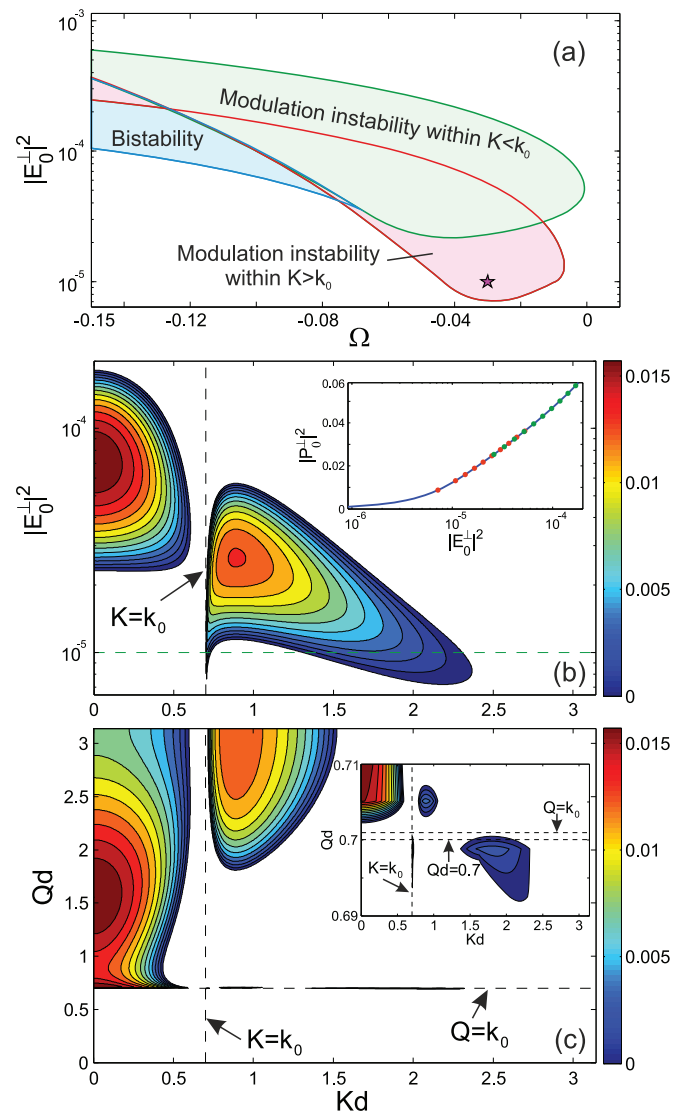 (a)
10⁻³
10⁻⁴
10⁻⁵
|E₀^⊥|²
Modulation instability within K<k₀
Bistability
Modulation instability
within K>k₀
-0.15 -0.12 -0.08 -0.04 0
Ω
(b)
10⁻⁴
10⁻⁵
|E₀^⊥|²
K=k₀
0 0.5 1 1.5 2 2.5 3
0.06
0.04
0.02
0
|P₀^⊥|²
10⁻⁶ 10⁻⁵ 10⁻⁴
|E₀^⊥|²
0.015
0.010
0.005
0
(c)
3
2.5
2
1.5
1
0.5
0
Qd
K=k₀
Q=k₀
0 0.5 1 1.5 2 2.5 3
Kd
0.71
0.7
0.69
Qd
Q=k₀
K=k₀
Qd=0.7
0 0.5 1 1.5 2 2.5 3
Kd
0.015
0.010
0.005
0